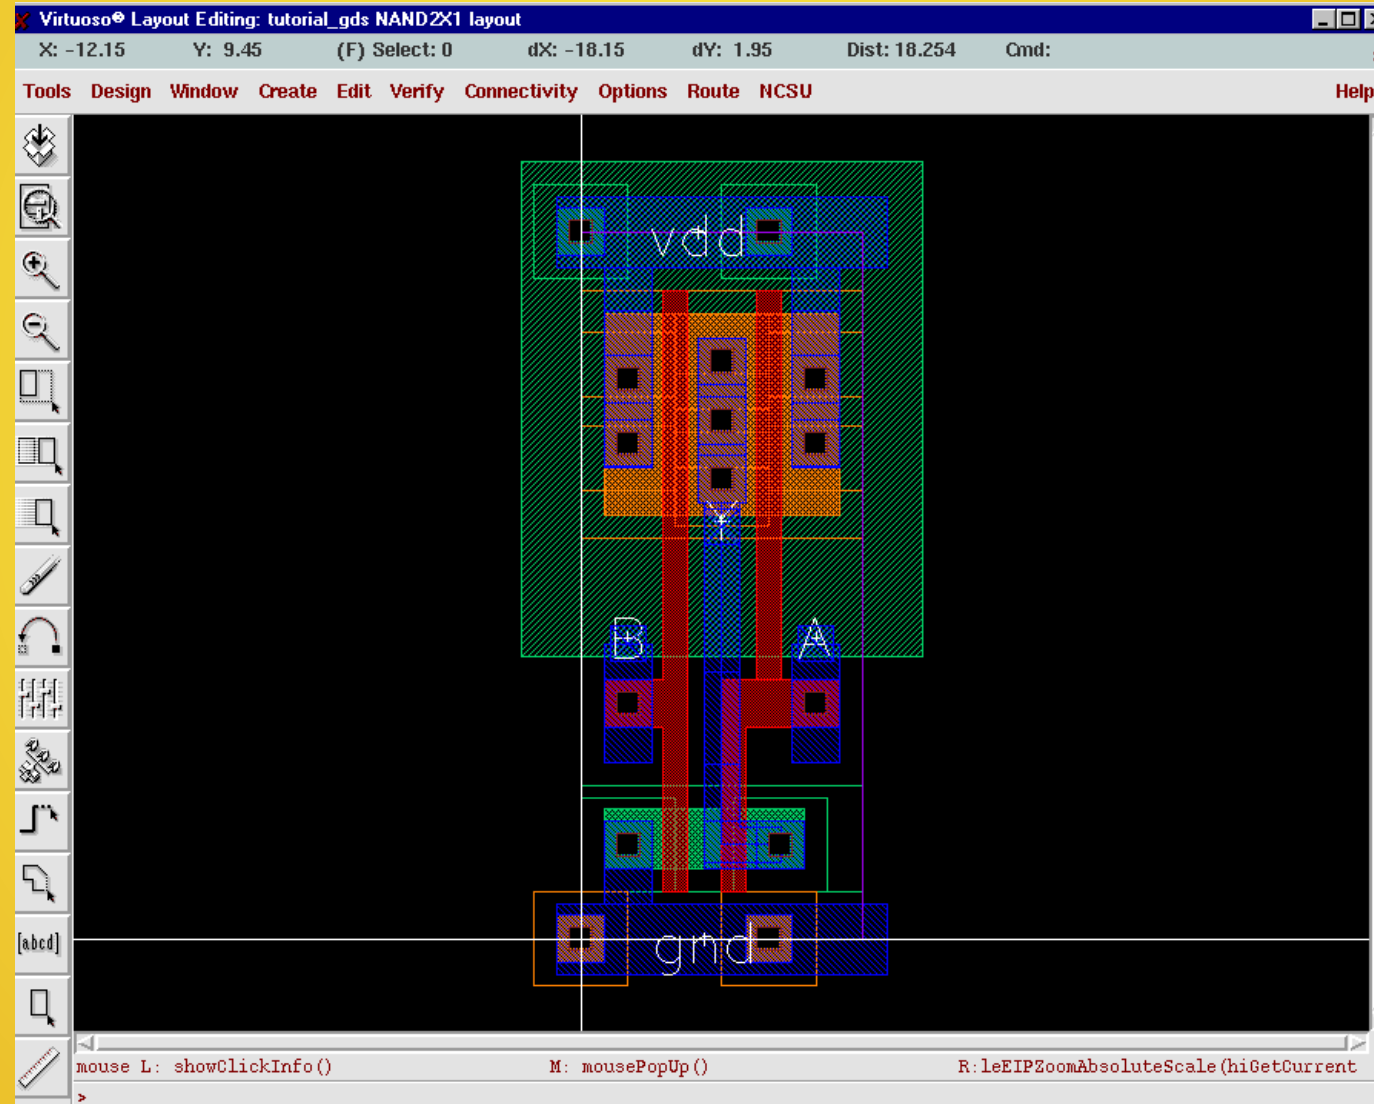 Virtuoso® Layout Editing: tutorial_gds NAND2X1 layout
X: -12.15 Y: 9.45 (F) Select: 0 dX: -18.15 dY: 1.95 Dist: 18.254 Cmd:
Tools Design Window Create Edit Verify Connectivity Options Route NCSU Help
vdd
Y
B A
[abcd]
gnd
mouse L: showClickInfo() M: mousePopUp() R:leEIPZoomAbsoluteScale(hiGetCurrent
>